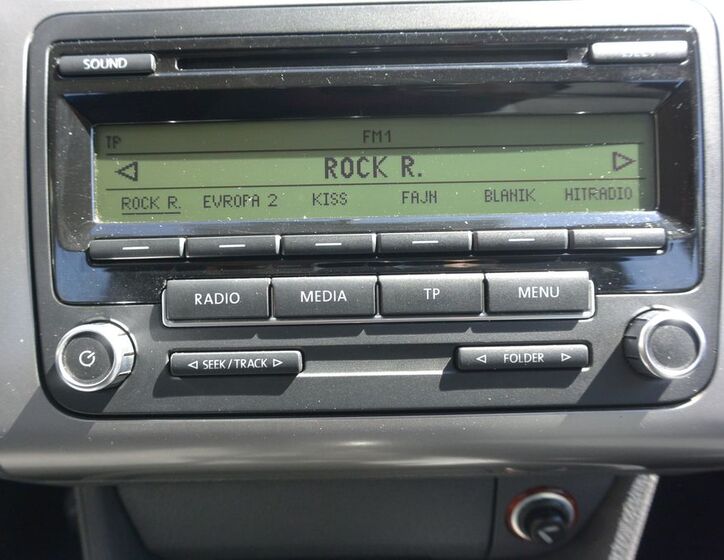 SOUND
TP FM1
ROCK R.
ROCK R. EVROPA 2 KISS FAJN BLANIK HITRADIO
RADIO MEDIA TP MENU
SEEK/TRACK FOLDER